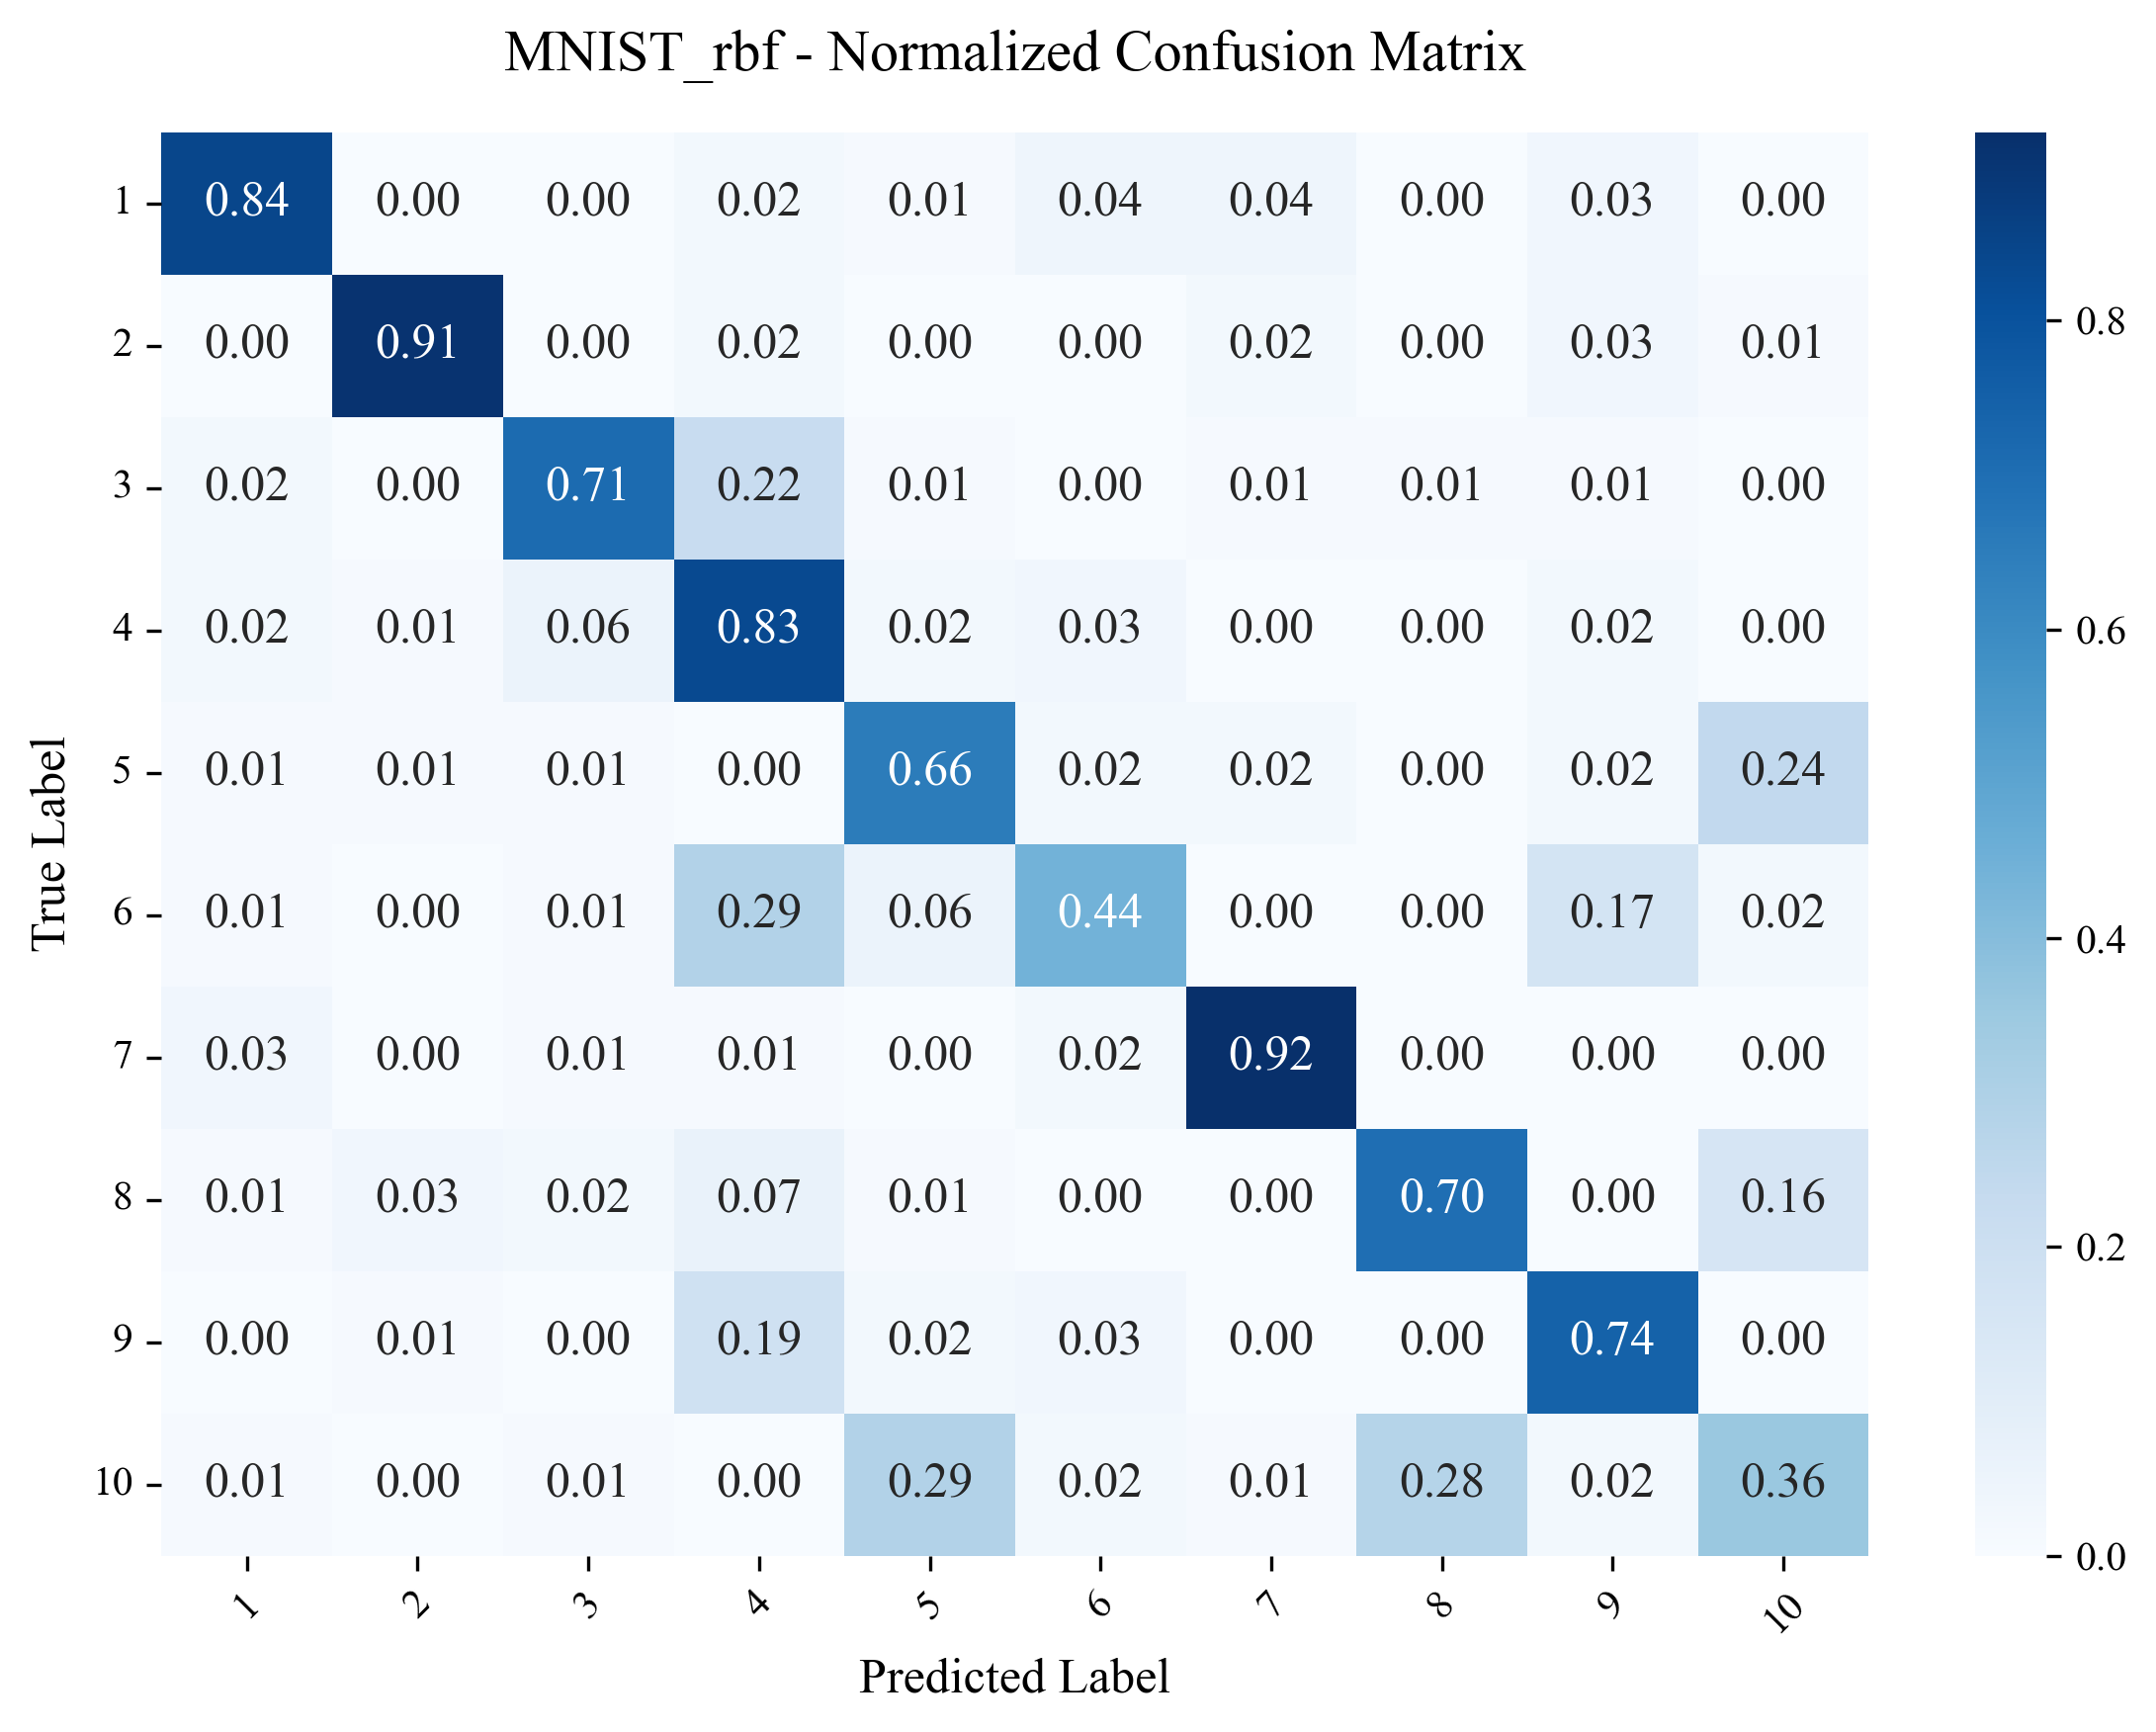 MNIST_rbf - Normalized Confusion Matrix
1 0.84 0.00 0.00 0.02 0.01 0.04 0.04 0.00 0.03 0.00
2 0.00 0.91 0.00 0.02 0.00 0.00 0.02 0.00 0.03 0.01
3 0.02 0.00 0.71 0.22 0.01 0.00 0.01 0.01 0.01 0.00
4 0.02 0.01 0.06 0.83 0.02 0.03 0.00 0.00 0.02 0.00
5 0.01 0.01 0.01 0.00 0.66 0.02 0.02 0.00 0.02 0.24
6 0.01 0.00 0.01 0.29 0.06 0.44 0.00 0.00 0.17 0.02
7 0.03 0.00 0.01 0.01 0.00 0.02 0.92 0.00 0.00 0.00
8 0.01 0.03 0.02 0.07 0.01 0.00 0.00 0.70 0.00 0.16
9 0.00 0.01 0.00 0.19 0.02 0.03 0.00 0.00 0.74 0.00
10 0.01 0.00 0.01 0.00 0.29 0.02 0.01 0.28 0.02 0.36
1 2 3 4 5 6 7 8 9 10
Predicted Label
True Label
0.8
0.6
0.4
0.2
0.0